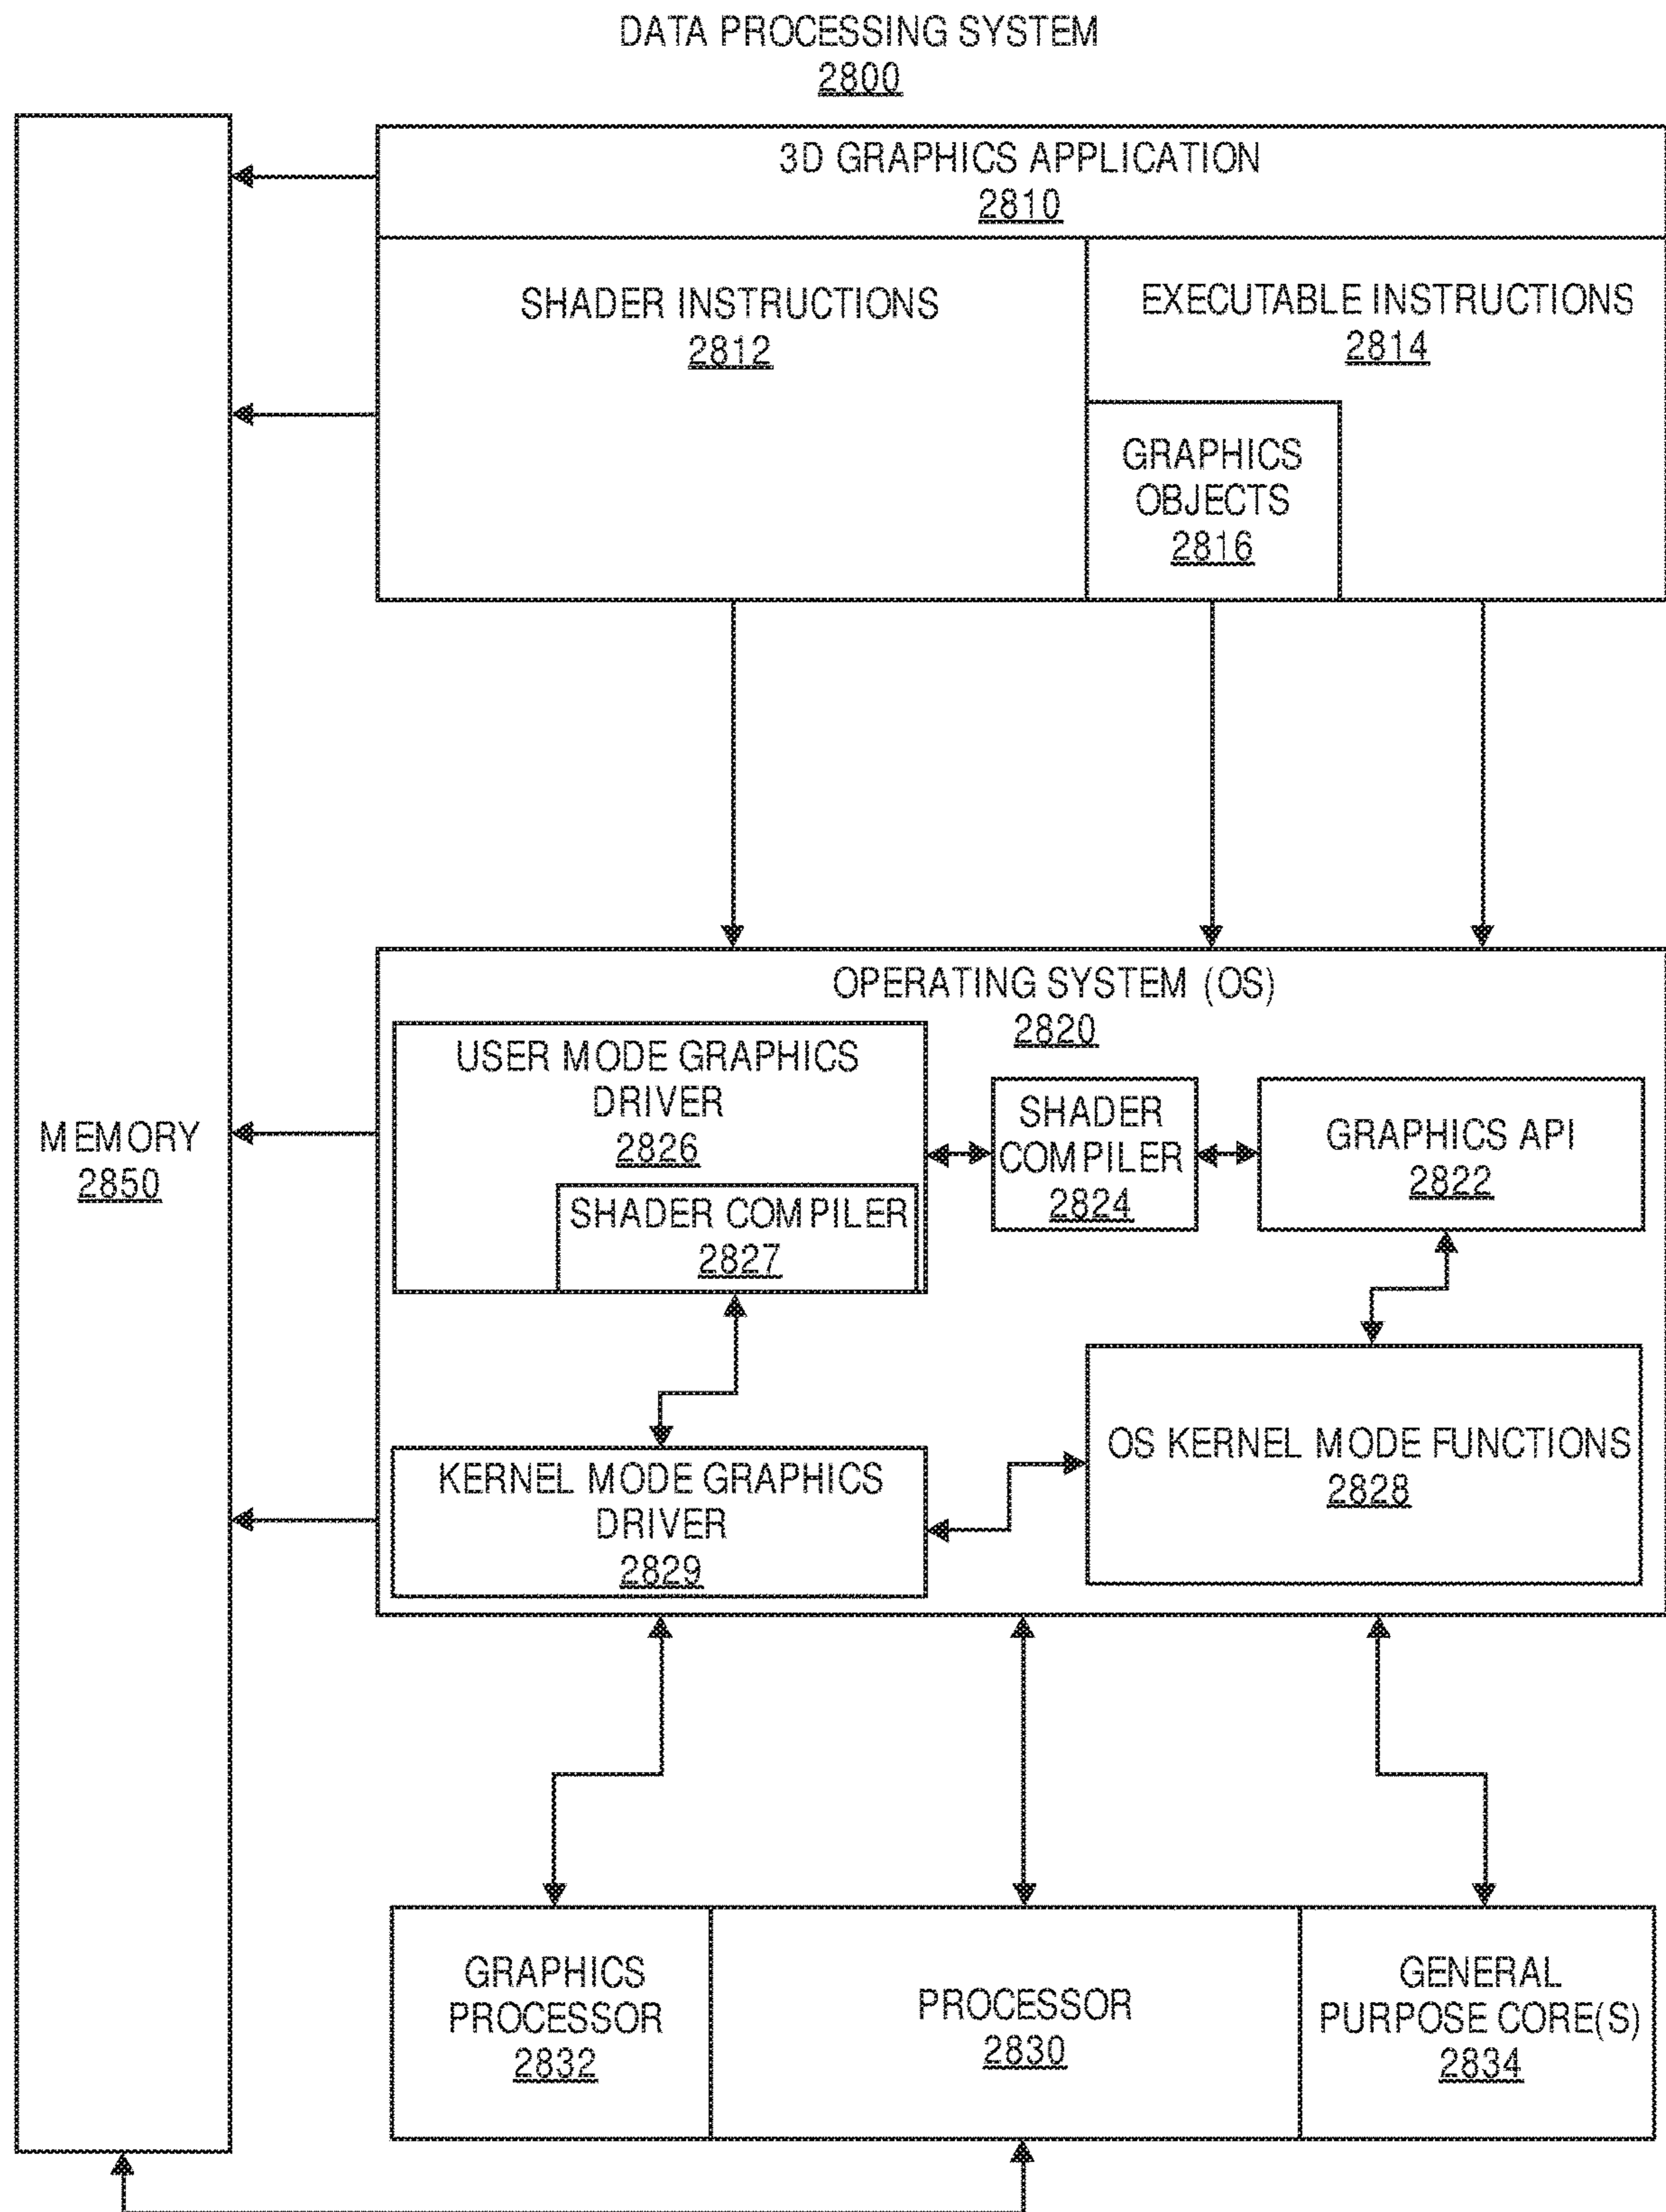 DATA PROCESSING SYSTEM
2800
3D GRAPHICS APPLICATION
2810
SHADER INSTRUCTIONS
2812
EXECUTABLE INSTRUCTIONS
2814
GRAPHICS
OBJECTS
2816
MEMORY
2850
OPERATING SYSTEM (OS)
2820
USER MODE GRAPHICS
DRIVER
2826
SHADER COMPILER
2827
SHADER
COMPILER
2824
GRAPHICS API
2822
KERNEL MODE GRAPHICS
DRIVER
2829
OS KERNEL MODE FUNCTIONS
2828
GRAPHICS
PROCESSOR
2832
PROCESSOR
2830
GENERAL
PURPOSE CORE(S)
2834